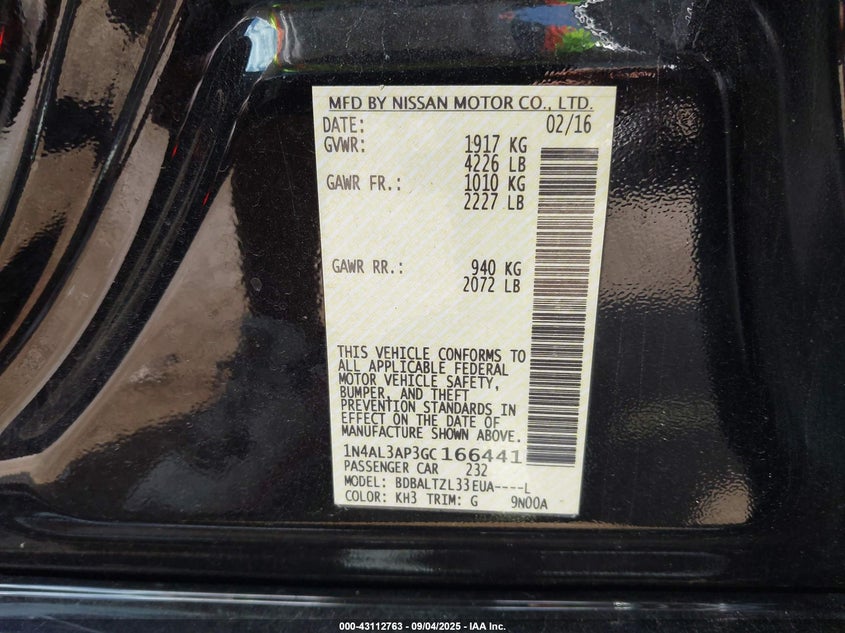 MFD BY NISSAN MOTOR CO., LTD.
DATE: 02/16
GVWR: 1917 KG
4226 LB
GAWR FR.: 1010 KG
2227 LB
GAWR RR.: 940 KG
2072 LB
THIS VEHICLE CONFORMS TO
ALL APPLICABLE FEDERAL
MOTOR VEHICLE SAFETY,
BUMPER, AND THEFT
PREVENTION STANDARDS IN
EFFECT ON THE DATE OF
MANUFACTURE SHOWN ABOVE.
1N4AL3AP3GC166441
PASSENGER CAR 232
MODEL: BDBALTZL33EUA----L
COLOR: KH3 TRIM: G 9N00A
000-43112763 - 09/04/2025 - IAA Inc.